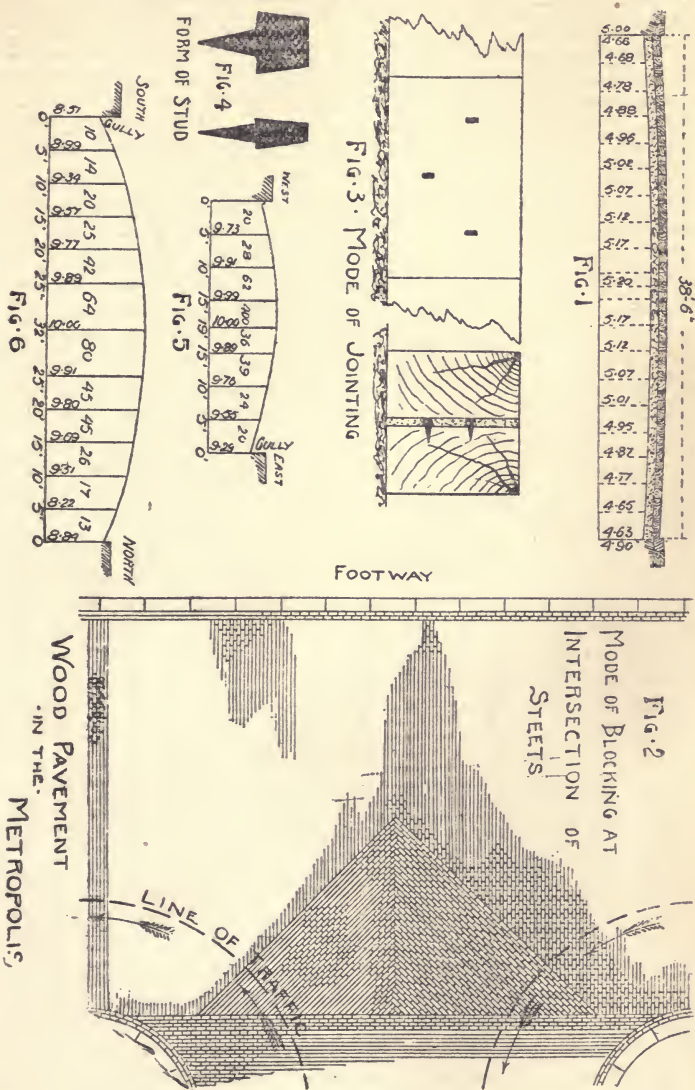 38-6"
5·00 4·66 4·68 4·78 4·88 4·96 5·02 5·07 5·12 5·17 5·20 5·17 5·12 5·07 5·01 4·95 4·87 4·77 4·65 4·63 4·90
FIG·1
FIG·3· MODE OF JOINTING
FIG·4
FORM OF STUD
WEST
GULLY
EAST
20 28 62 100 36 39 24 20
9·73 9·91 9·99 10·00 9·89 9·76 9·55 9·24
0' 5' 10' 15' 19' 15' 10' 5' 0'
FIG·5
SOUTH
GULLY
NORTH
10 14 20 25 42 64 80 45 45 26 17 13
8·51 8·99 9·39 9·57 9·77 9·89 10·00 9·91 9·80 9·09 9·31 8·22
0 5' 10' 15' 20' 25' 32' 25' 20' 15' 10' 5' 0
FIG·6
FIG·2
MODE OF BLOCKING AT
INTERSECTION OF
STEETS
FOOTWAY
LINE OF TRAFFIC
WOOD PAVEMENT
·IN THE·
METROPOLIS,